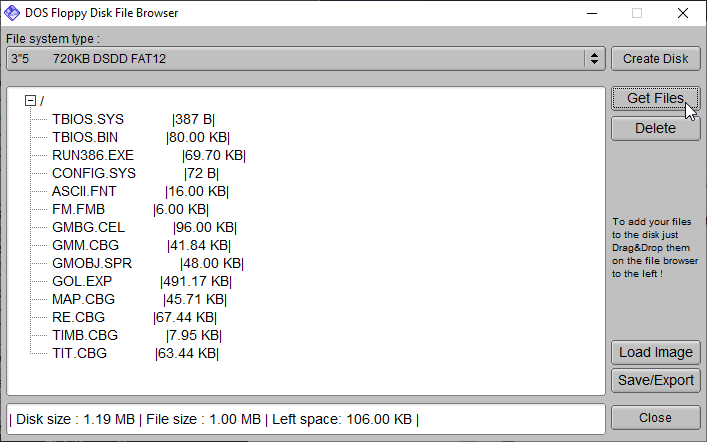 DOS Floppy Disk File Browser
File system type :
3"5 720KB DSDD FAT12
Create Disk
/
TBIOS.SYS |387 B|
TBIOS.BIN |80.00 KB|
RUN386.EXE |69.70 KB|
CONFIG.SYS |72 B|
ASCII.FNT |16.00 KB|
FM.FMB |6.00 KB|
GMBG.CEL |96.00 KB|
GMM.CBG |41.84 KB|
GMOBJ.SPR |48.00 KB|
GOL.EXP |491.17 KB|
MAP.CBG |45.71 KB|
RE.CBG |67.44 KB|
TIMB.CBG |7.95 KB|
TIT.CBG |63.44 KB|
Get Files
Delete
To add your files
to the disk just
Drag&Drop them
on the file browser
to the left !
Load Image
Save/Export
| Disk size : 1.19 MB | File size : 1.00 MB | Left space: 106.00 KB |
Close